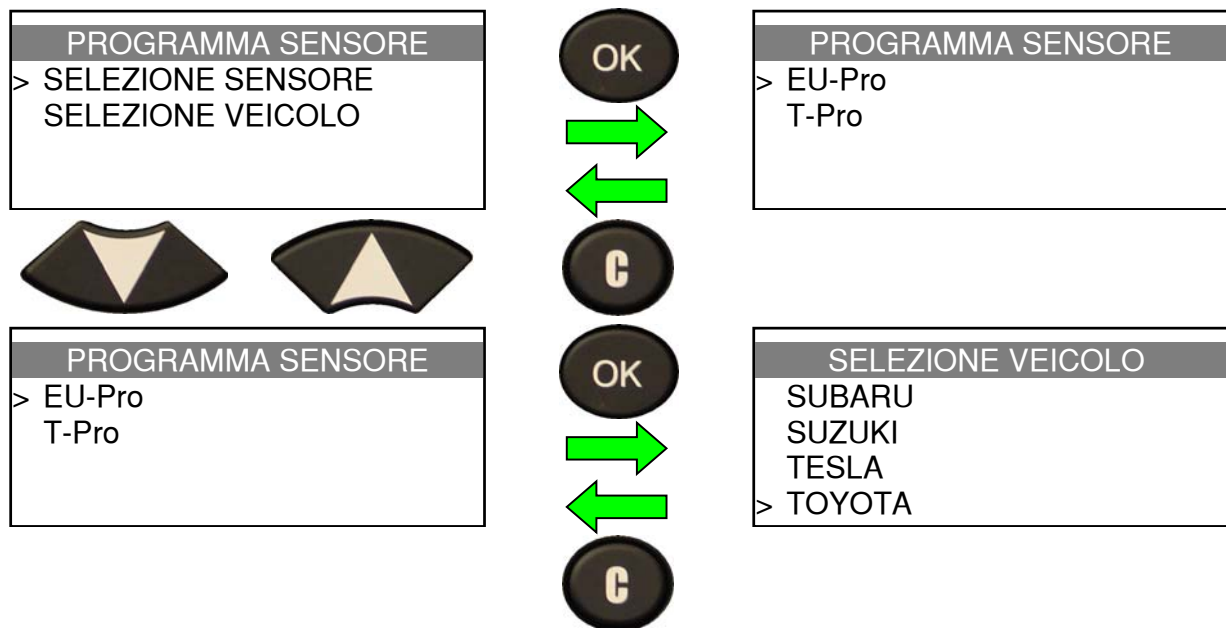 PROGRAMMA SENSORE
> SELEZIONE SENSORE
SELEZIONE VEICOLO
OK
PROGRAMMA SENSORE
> EU-Pro
T-Pro
C
PROGRAMMA SENSORE
> EU-Pro
T-Pro
OK
SELEZIONE VEICOLO
SUBARU
SUZUKI
TESLA
> TOYOTA
C